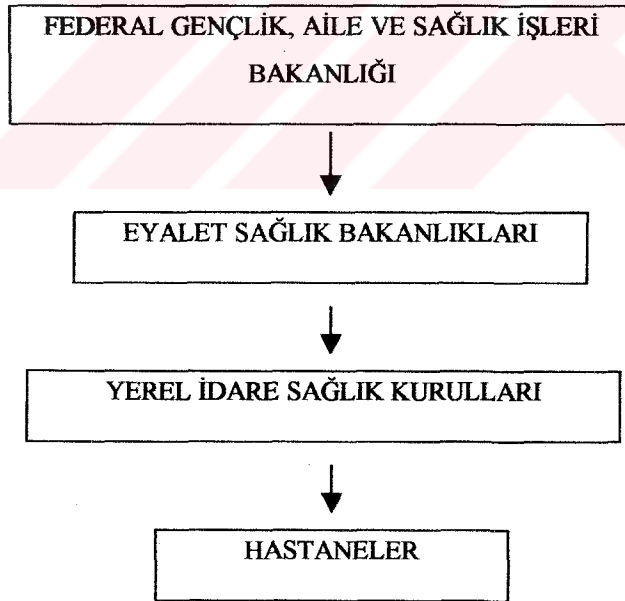 FEDERAL GENÇLİK, AİLE VE SAĞLIK İŞLERİ
BAKANLIĞI
EYALET SAĞLIK BAKANLIKLARI
YEREL İDARE SAĞLIK KURULLARI
HASTANELER